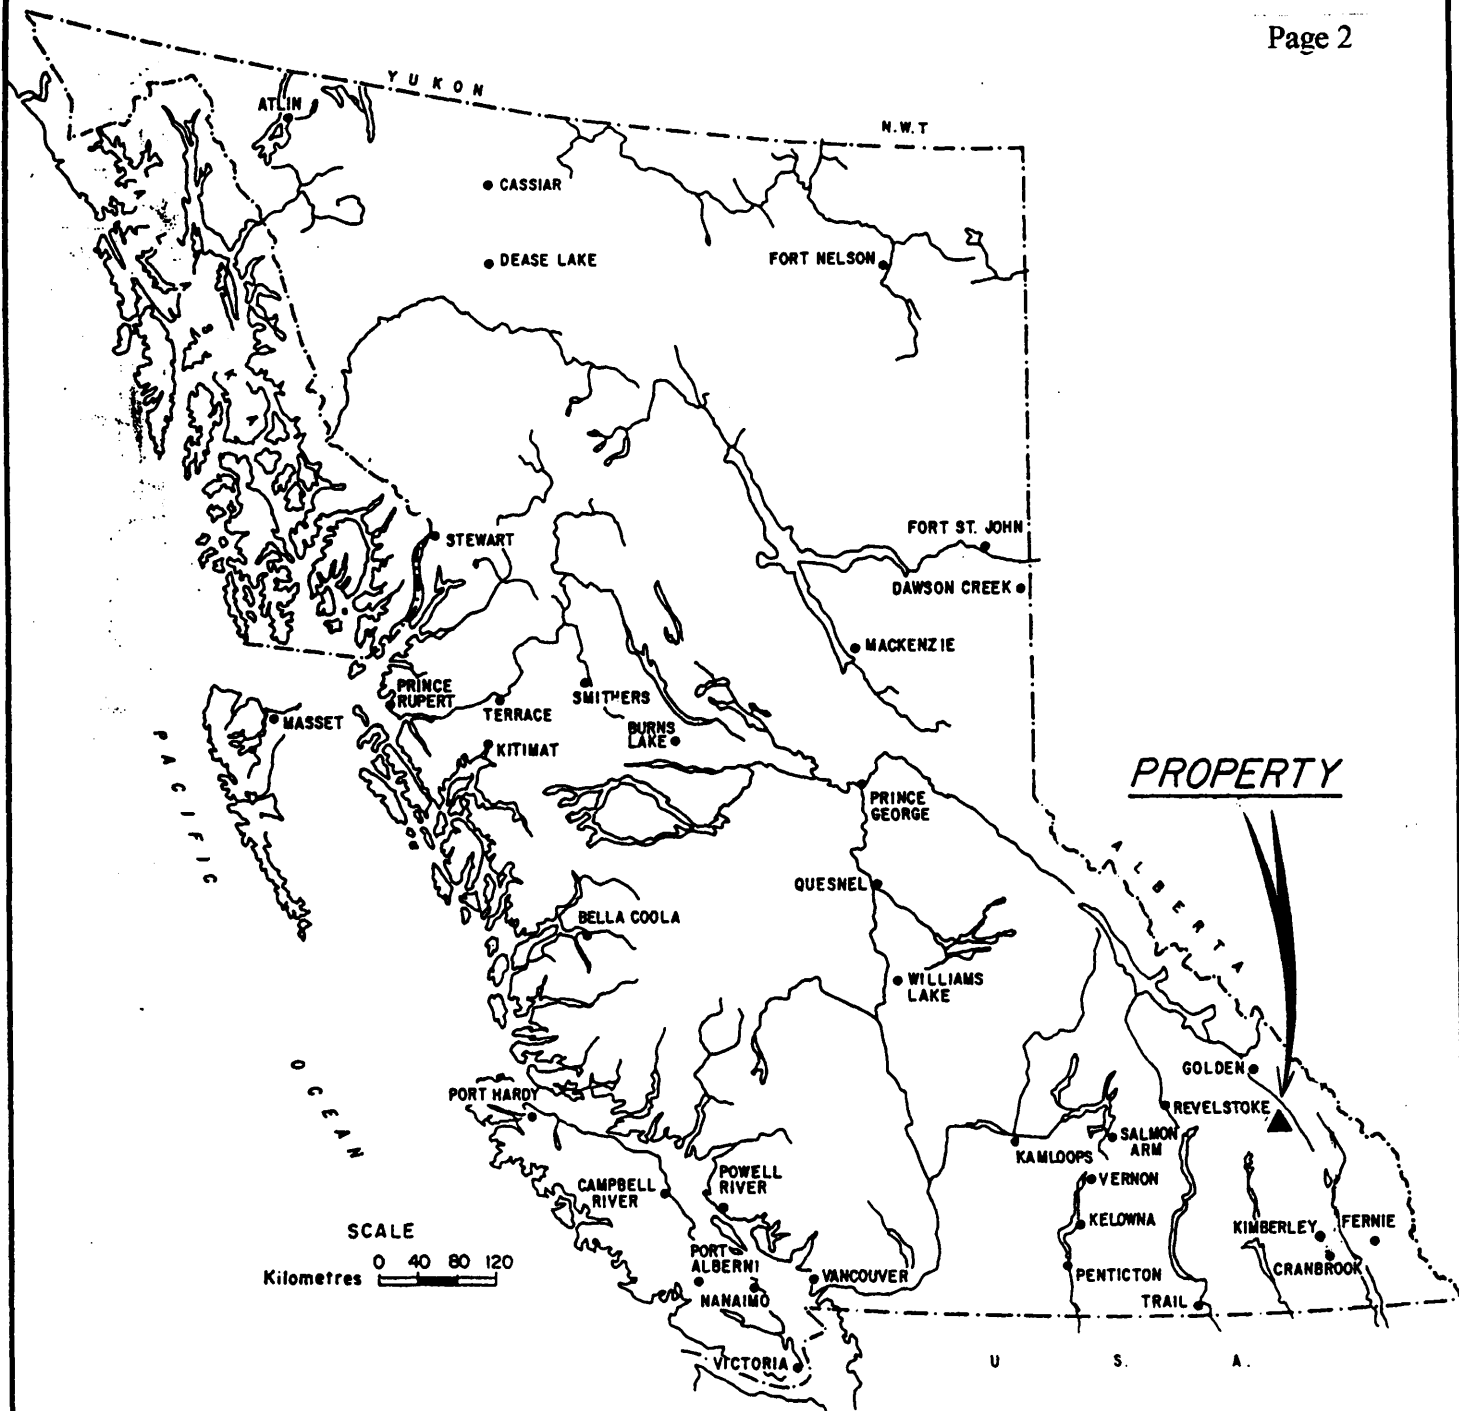 Page 2
YUKON
N.W.T
ATLIN
CASSIAR
DEASE LAKE
FORT NELSON
ALASKA
STEWART
FORT ST. JOHN
DAWSON CREEK
MACKENZIE
PRINCE
RUPERT
TERRACE
SMITHERS
MASSET
KITIMAT
BURNS
LAKE
PRINCE
GEORGE
PROPERTY
PACIFIC
ALBERTA
QUESNEL
BELLA COOLA
WILLIAMS
LAKE
OCEAN
GOLDEN
PORT HARDY
REVELSTOKE
SALMON
ARM
KAMLOOPS
CAMPBELL
RIVER
POWELL
RIVER
VERNON
KELOWNA
KIMBERLEY
FERNIE
SCALE
0 40 80 120
Kilometres
PORT
ALBERNI
VANCOUVER
PENTICTON
CRANBROOK
NANAIMO
TRAIL
VICTORIA
U S. A.